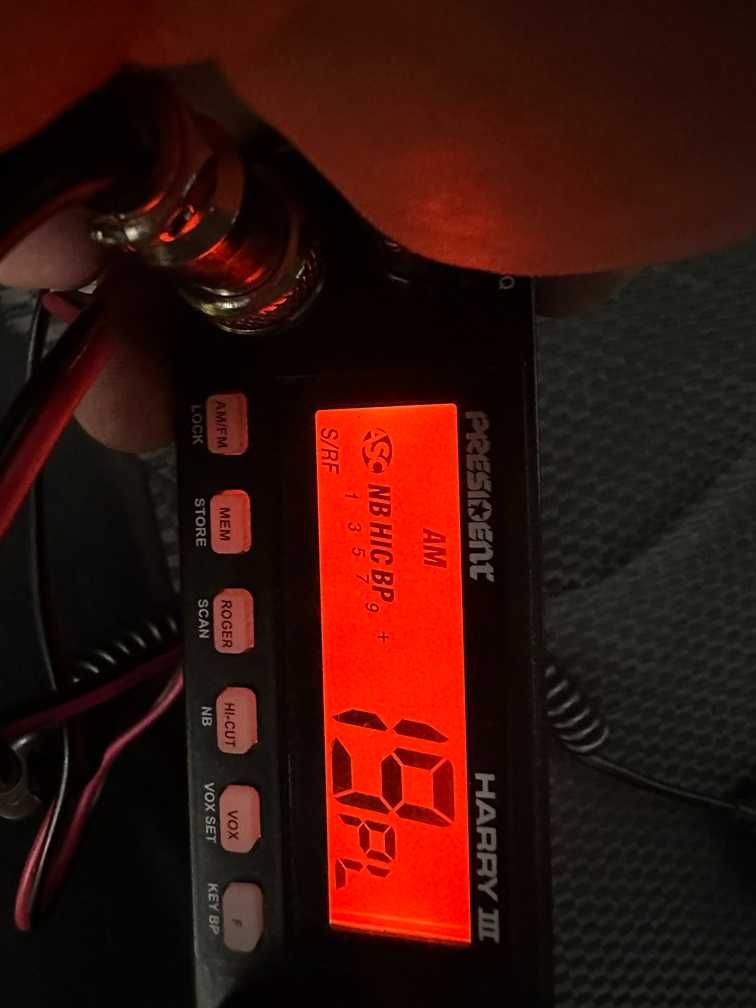 PRESIDENT HARRY III
AM
ASC NB HIC BP
S/RF 1 3 5 7 9 +
19 PL
AM/FM MEM ROGER HI-CUT VOX F
LOCK STORE SCAN NB VOX SET KEY BP